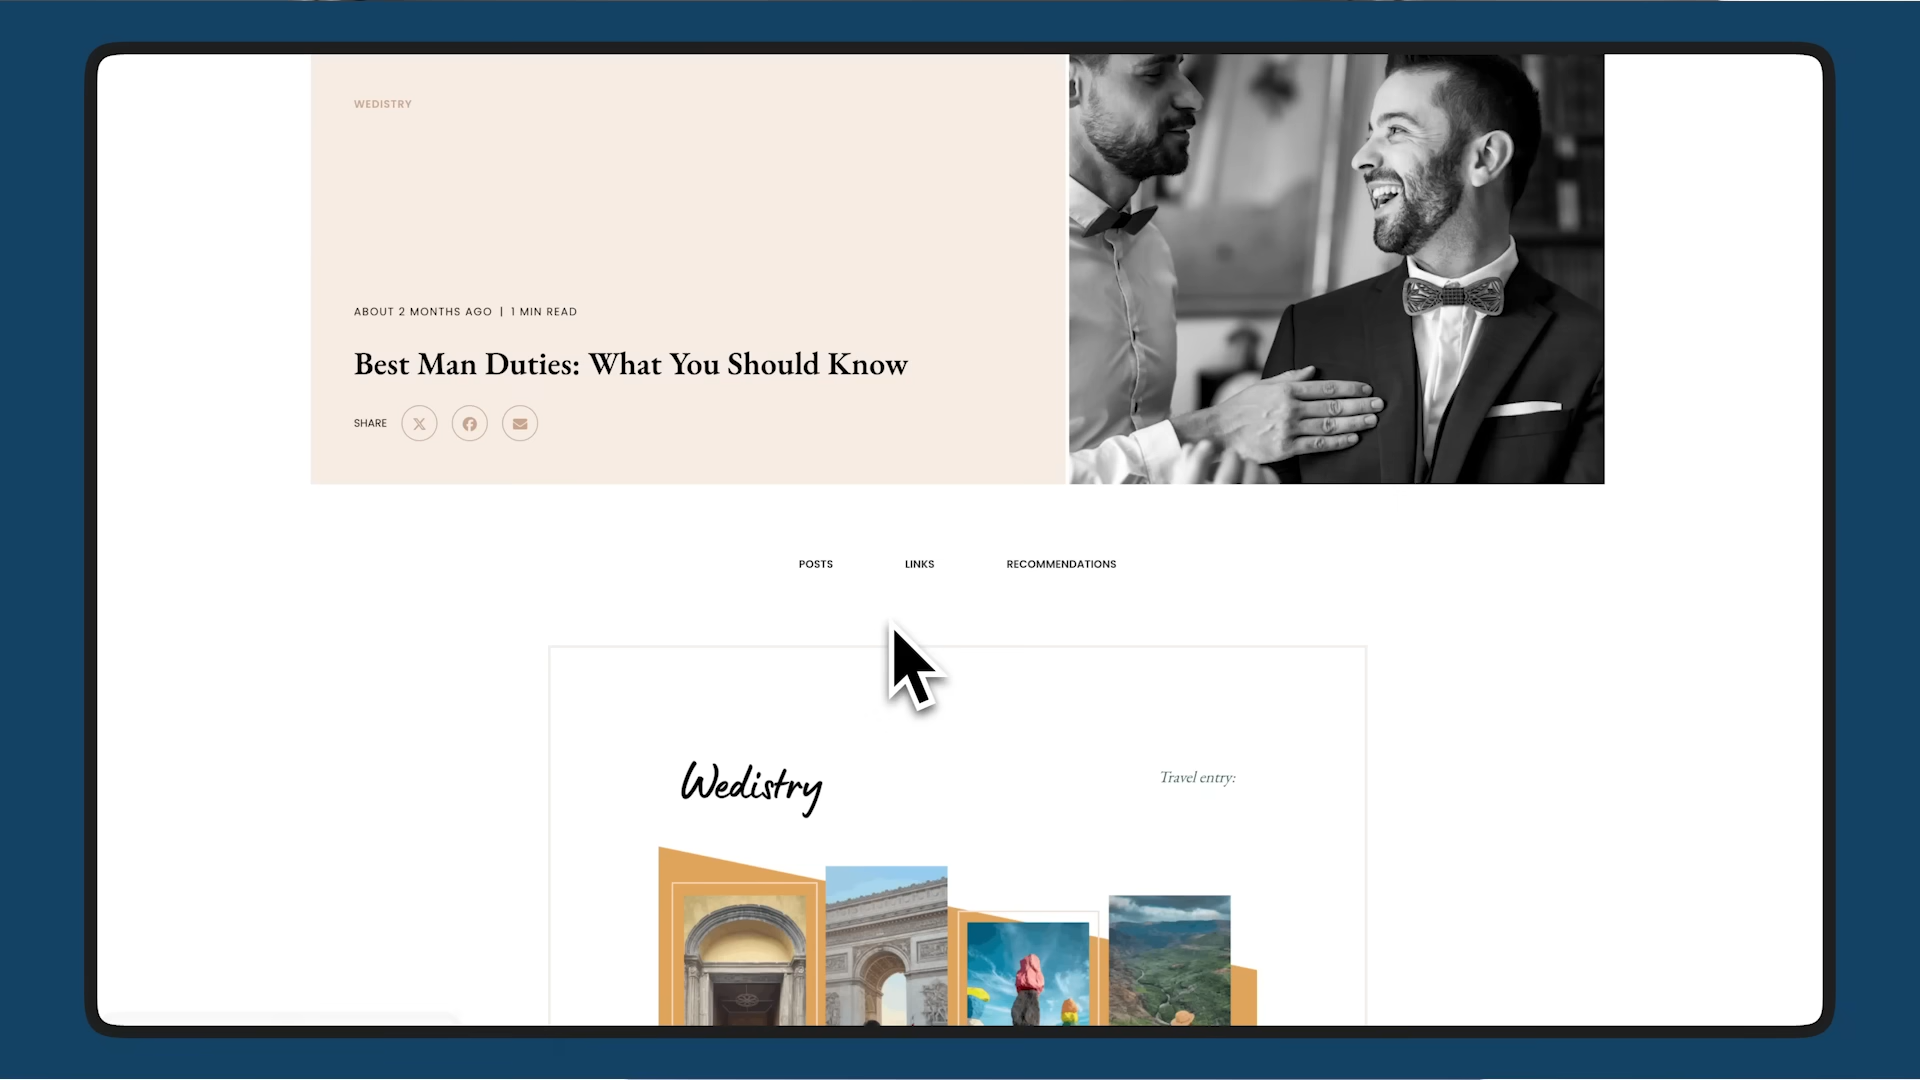 WEDISTRY
ABOUT 2 MONTHS AGO | 1 MIN READ
Best Man Duties: What You Should Know
SHARE
POSTS LINKS RECOMMENDATIONS
Wedistry
Travel entry: